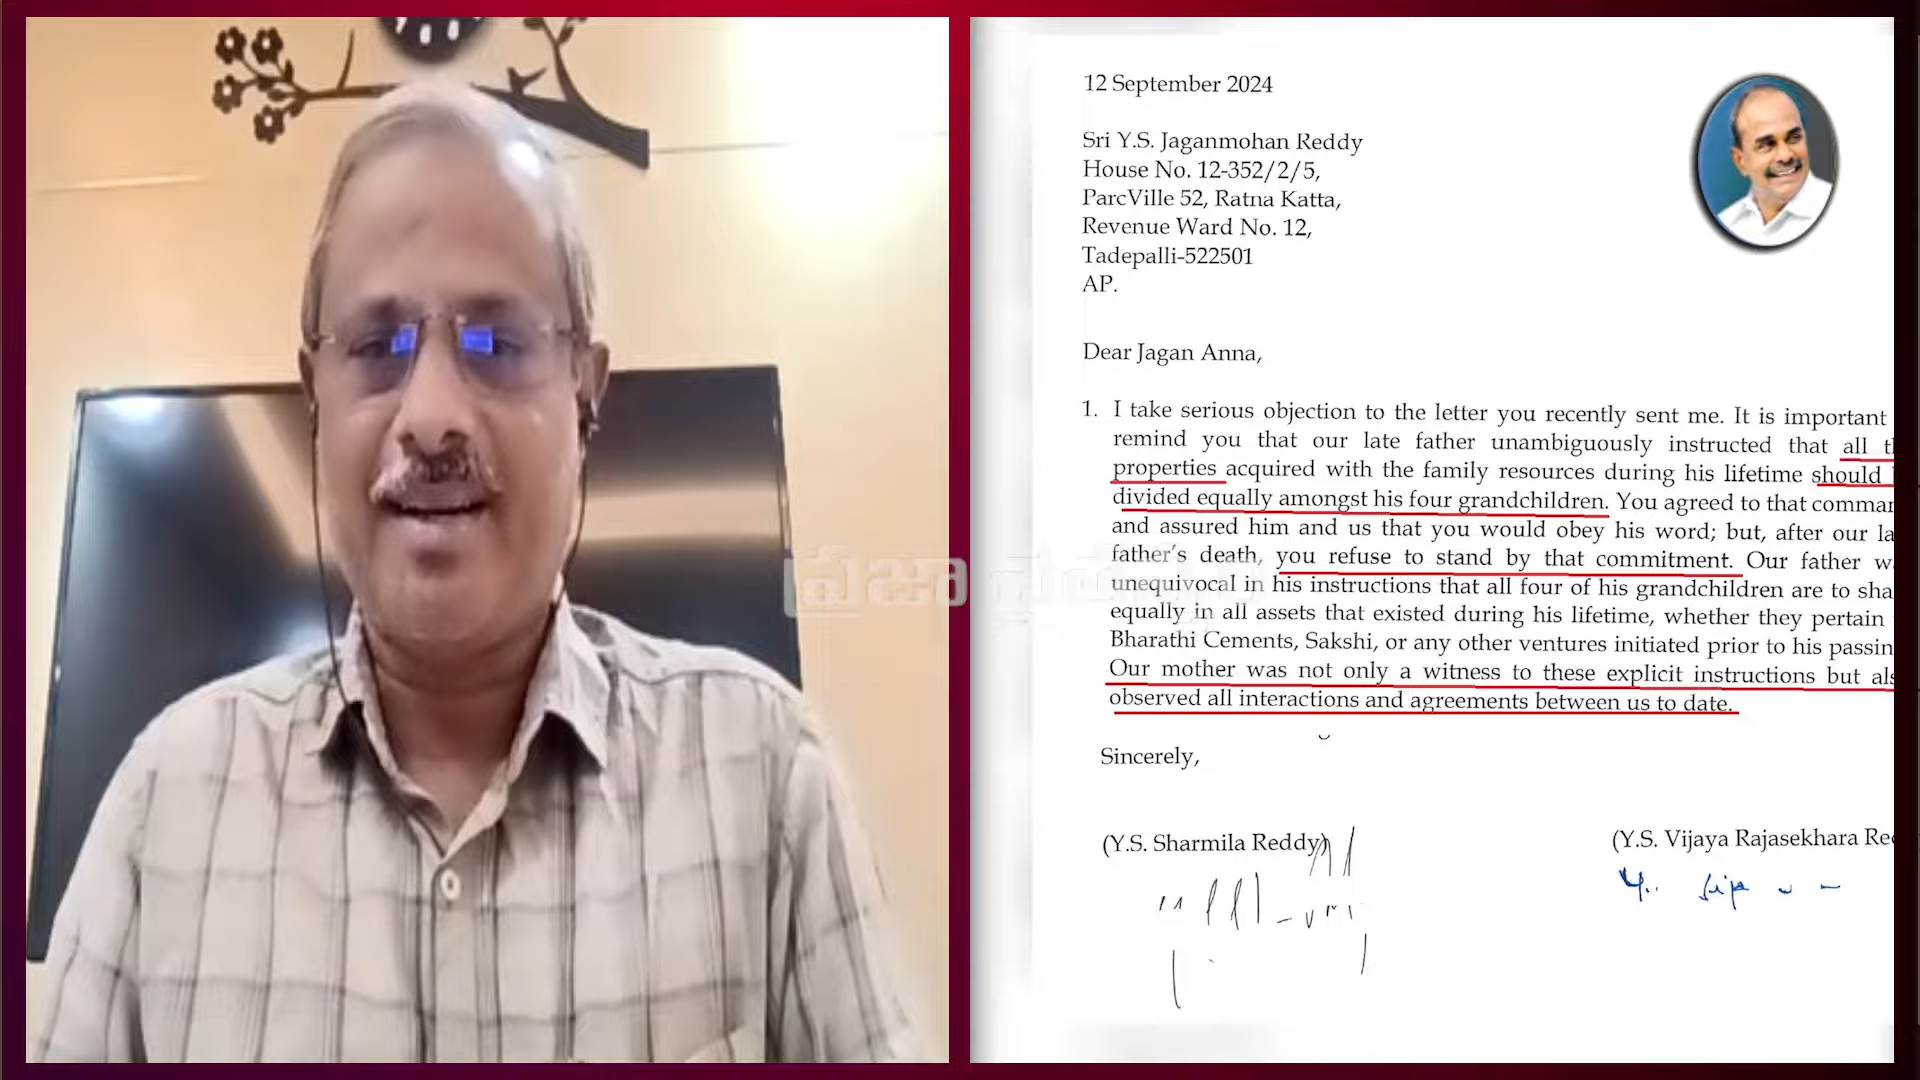 12 September 2024
Sri Y.S. Jaganmohan Reddy
House No. 12-352/2/5,
ParcVille 52, Ratna Katta,
Revenue Ward No. 12,
Tadepalli-522501
AP.
Dear Jagan Anna,
1. I take serious objection to the letter you recently sent me. It is important
remind you that our late father unambiguously instructed that all
properties acquired with the family resources during his lifetime should
divided equally amongst his four grandchildren. You agreed to that
and assured him and us that you would obey his word; but, after our
father's death, you refuse to stand by that commitment. Our father
unequivocal in his instructions that all four of his grandchildren are to
equally in all assets that existed during his lifetime, whether they pertain
Bharathi Cements, Sakshi, or any other ventures initiated prior to his
Our mother was not only a witness to these explicit instructions but
observed all interactions and agreements between us to date.
Sincerely,
(Y.S. Sharmila Reddy)
(Y.S. Vijaya Rajasekhara